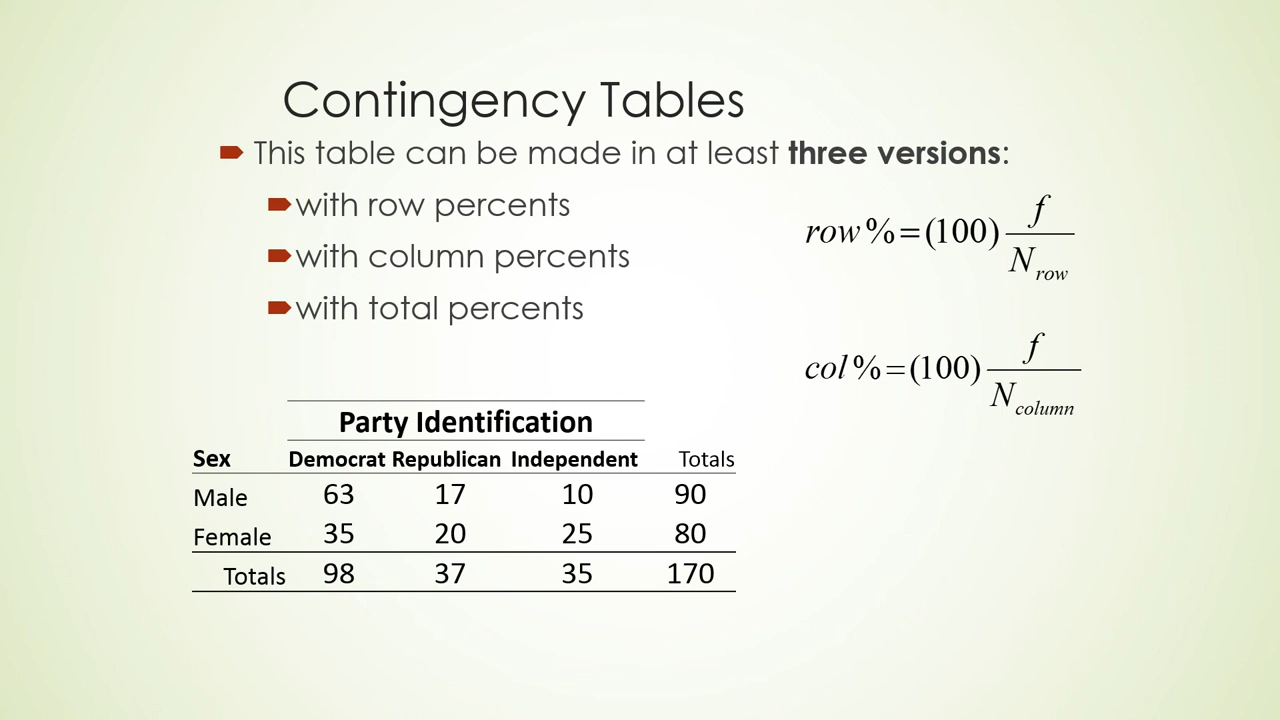 Contingency Tables
This table can be made in at least three versions:
with row percents
with column percents
with total percents
row % = (100) f / N row
col % = (100) f / N column
Party Identification
Sex Democrat Republican Independent Totals
Male 63 17 10 90
Female 35 20 25 80
Totals 98 37 35 170